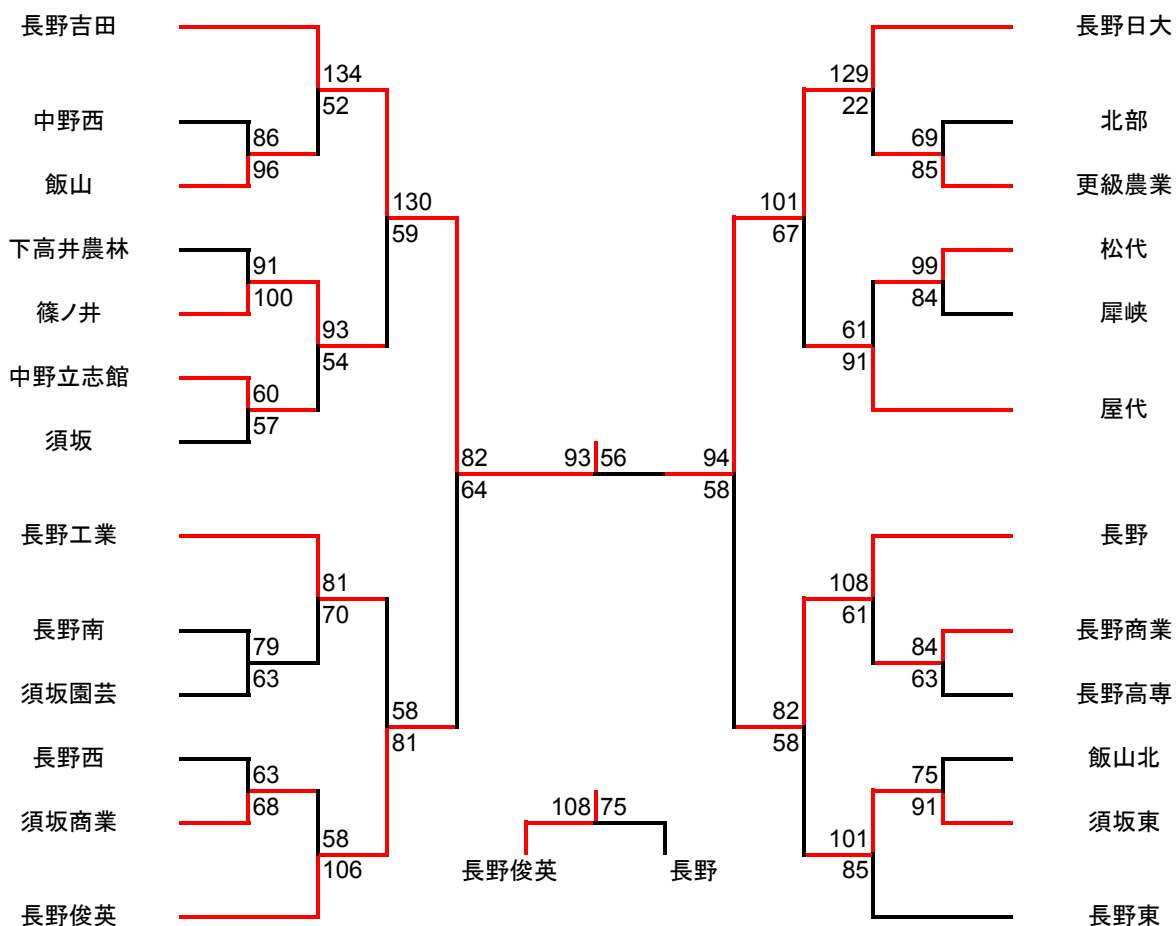 長野吉田
長野日大
134
52
129
22
中野西
北部
86
96
69
85
飯山
更級農業
130
59
101
67
下高井農林
松代
91
100
99
84
篠ノ井
犀峡
93
54
61
91
中野立志館
60
57
須坂
屋代
82
64
93 56
94
58
長野工業
長野
81
70
108
61
長野南
長野商業
79
63
84
63
須坂園芸
長野高専
58
81
82
58
長野西
飯山北
63
68
75
91
須坂商業
須坂東
108 75
58
106
101
85
長野俊英 長野
長野俊英
長野東